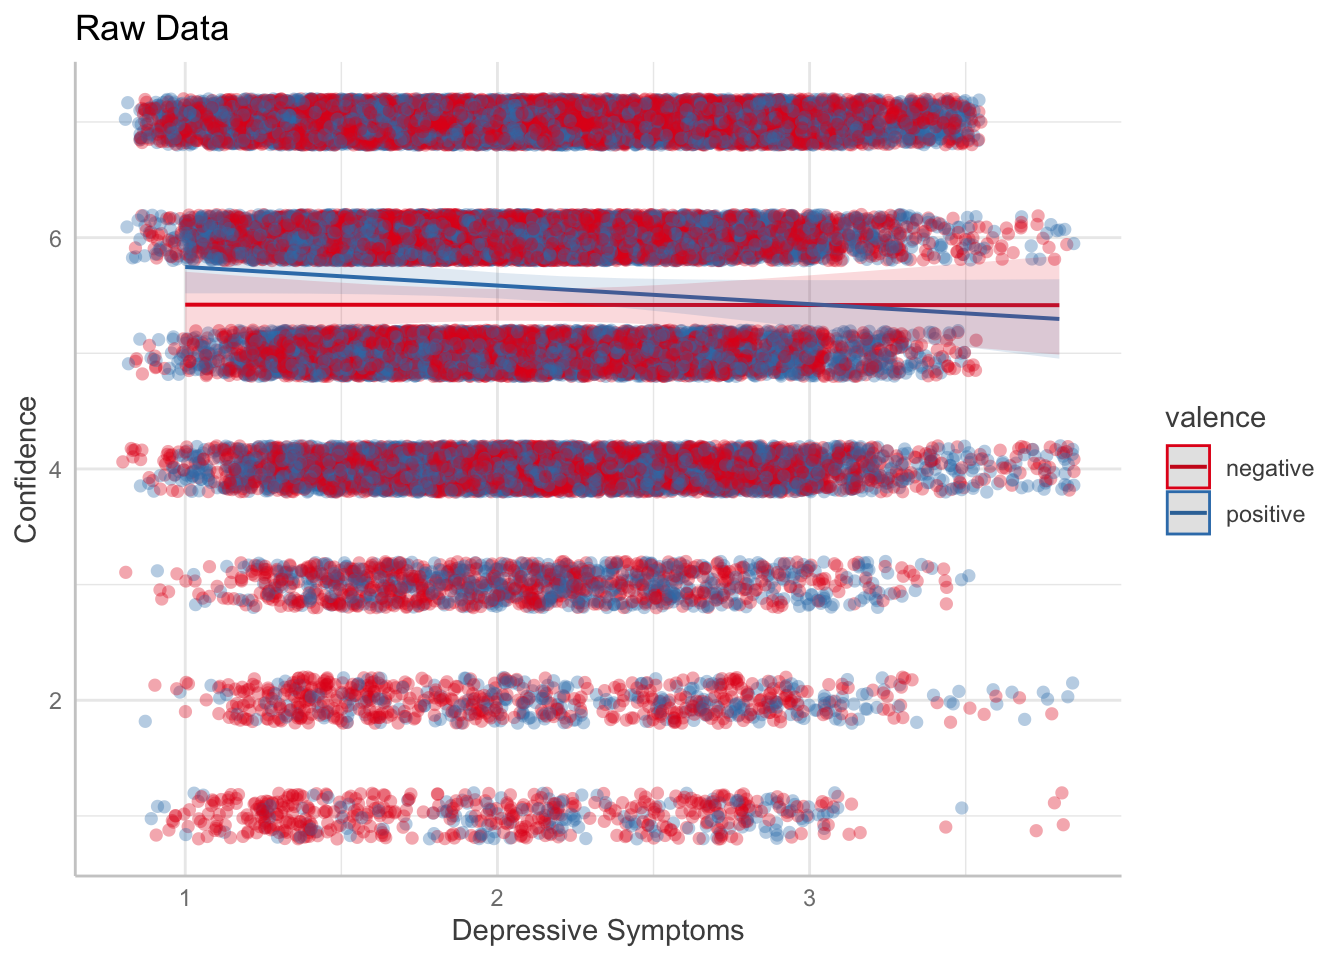 Raw Data
6
4
2
Confidence
1
2
3
Depressive Symptoms
valence
negative
positive